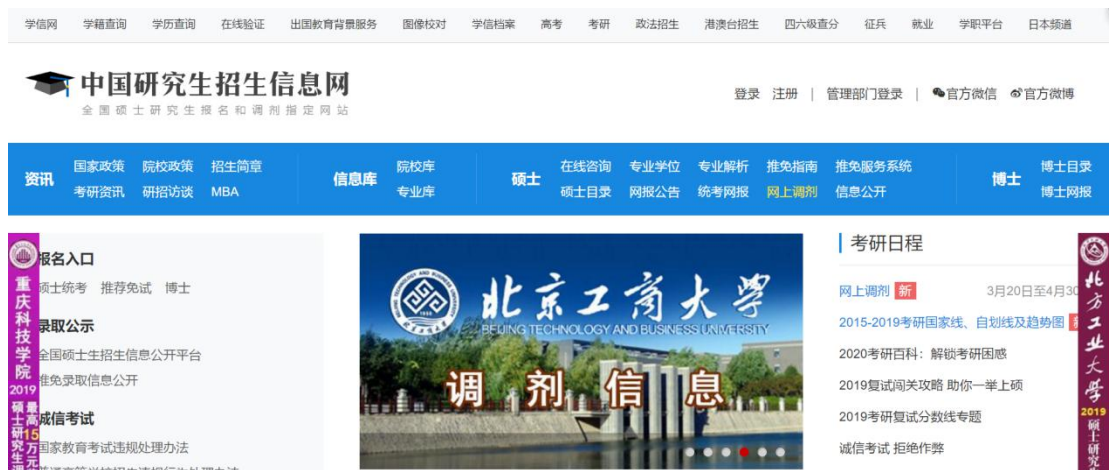 学信网 学籍查询 学历查询 在线验证 出国教育背景服务 图像校对 学信档案 高考 考研 政法招生 港澳台招生 四六级查分 征兵 就业 学职平台 日本频道
中国研究生招生信息网
全国硕士研究生报名和调剂指定网站
登录 注册 | 管理部门登录 | 官方微信 官方微博
资讯
国家政策 院校政策 招生简章
考研资讯 研招访谈 MBA
信息库
院校库
专业库
硕士
在线咨询 专业学位 专业解析 推免指南 推免服务系统
硕士目录 网报公告 统考网报 网上调剂 信息公开
博士
博士目录
博士网报
重庆科技学院
2019
最高15万元
报名入口
硕士统考 推荐免试 博士
录取公示
全国硕士生招生信息公开平台
推免录取信息公开
诚信考试
国家教育考试违规处理办法
北京工商大学
BEIJING TECHNOLOGY AND BUSINESS UNIVERSITY
调剂信息
考研日程
网上调剂 新 3月20日至4月30
2015-2019考研国家线、自划线及趋势图
2020考研百科：解锁考研困惑
2019复试闯关攻略 助你一举上硕
2019考研复试分数线专题
诚信考试 拒绝作弊
北方工业大学
2019
硕士研究